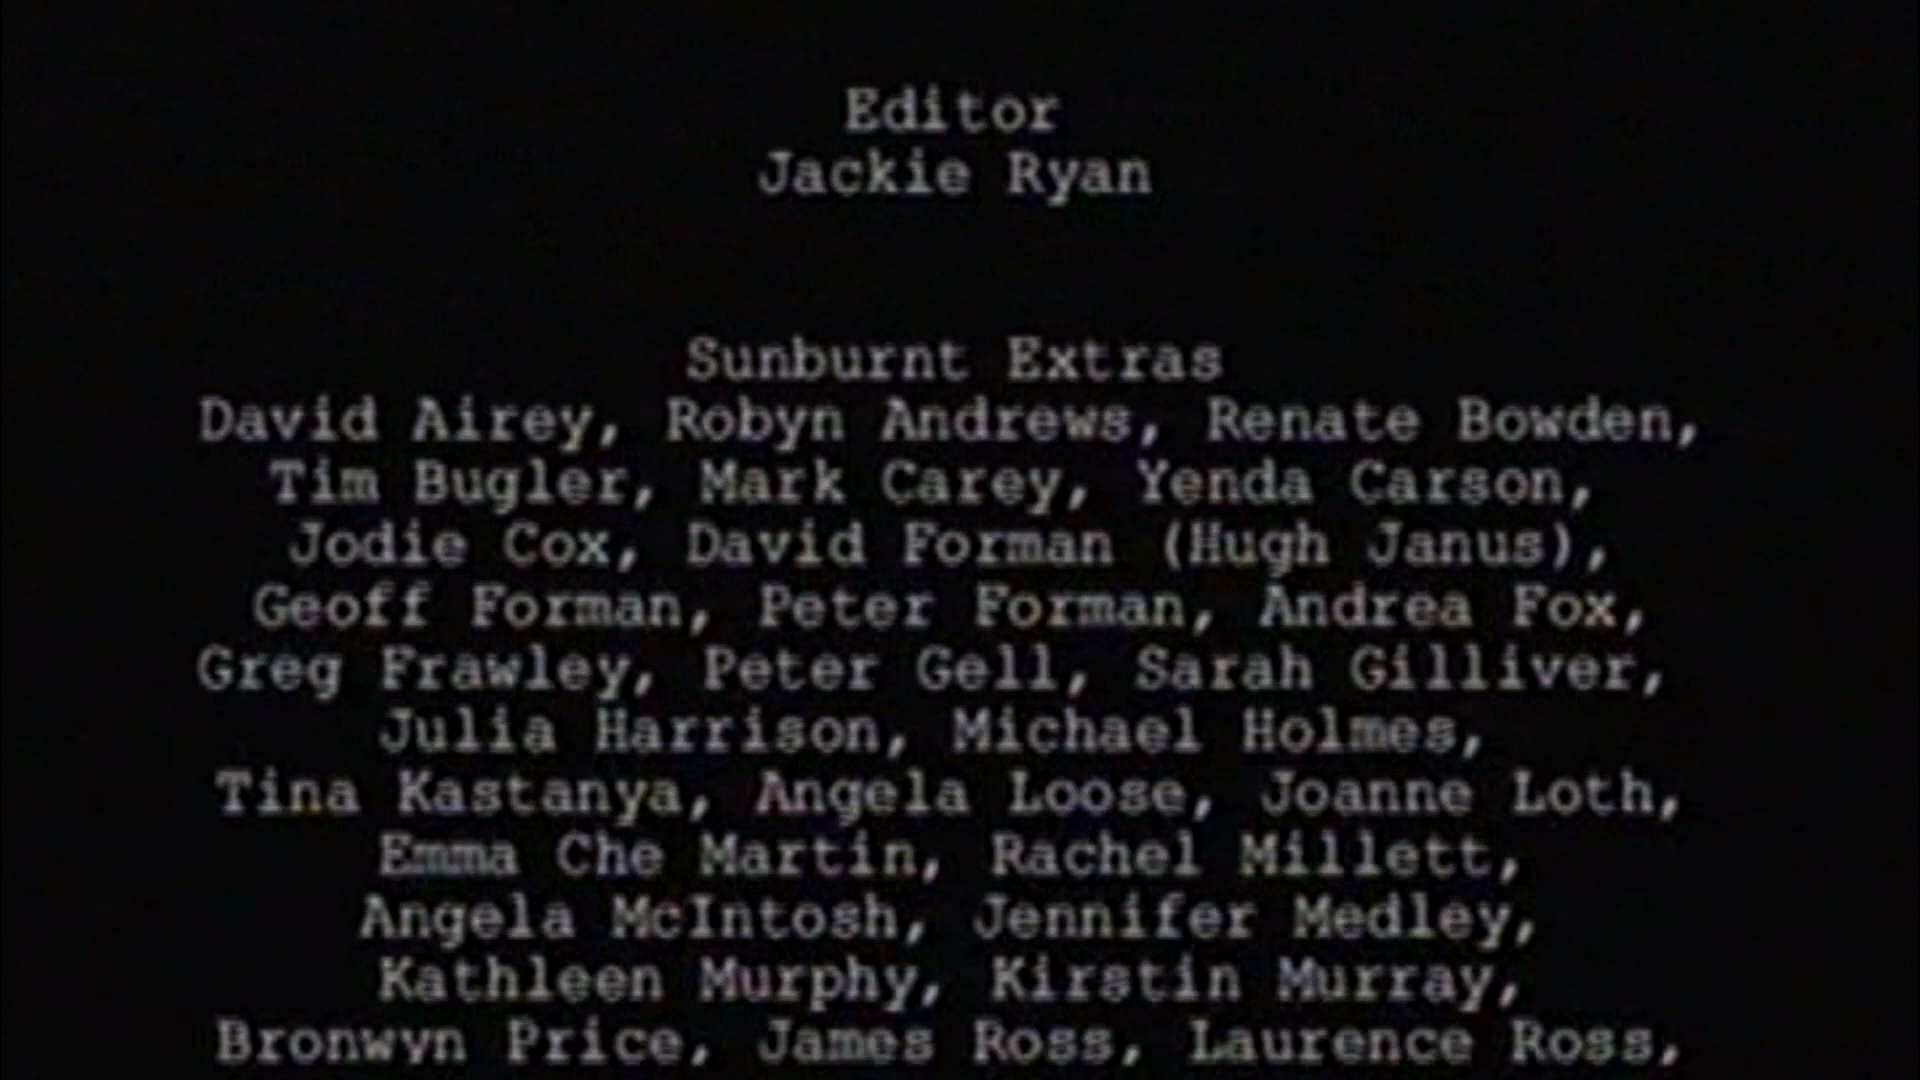 Editor
Jackie Ryan
Sunburnt Extras
David Airey, Robyn Andrews, Renate Bowden,
Tim Bugler, Mark Carey, Yenda Carson,
Jodie Cox, David Forman (Hugh Janus),
Geoff Forman, Peter Forman, Andrea Fox,
Greg Frawley, Peter Gell, Sarah Gilliver,
Julia Harrison, Michael Holmes,
Tina Kastanya, Angela Loose, Joanne Loth,
Emma Che Martin, Rachel Millett,
Angela McIntosh, Jennifer Medley,
Kathleen Murphy, Kirstin Murray,
Bronwyn Price, James Ross, Laurence Ross,